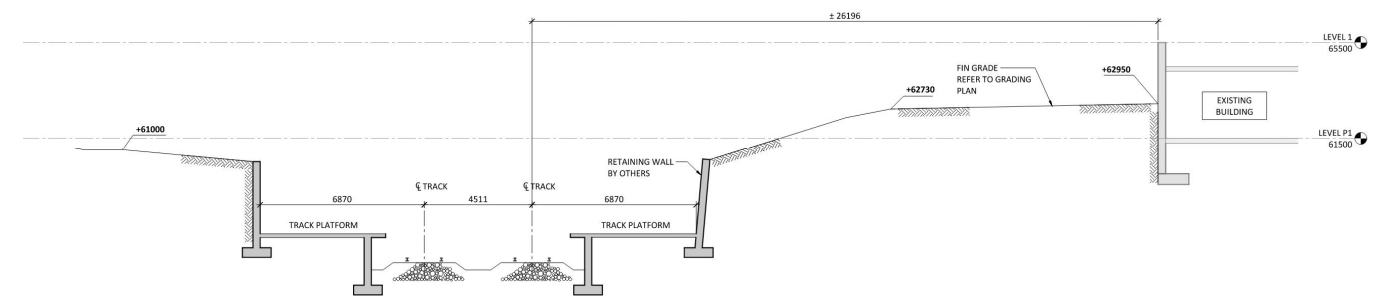 ± 26196
LEVEL 1
65500
FIN GRADE
REFER TO GRADING
PLAN
+62950
+62730
EXISTING
BUILDING
+61000
LEVEL P1
61500
RETAINING WALL
BY OTHERS
℄ TRACK
℄ TRACK
6870
4511
6870
TRACK PLATFORM
TRACK PLATFORM